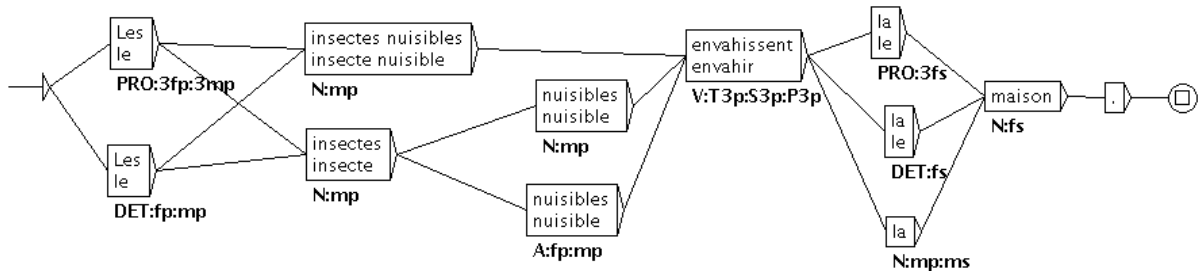 Les
le
PRO:3fp:3mp
Les
le
DET:fp:mp
insectes nuisibles
insecte nuisible
N:mp
insectes
insecte
N:mp
nuisibles
nuisible
N:mp
nuisibles
nuisible
A:fp:mp
envahissent
envahir
V:T3p:S3p:P3p
la
le
PRO:3fs
la
le
DET:fs
la
N:mp:ms
maison
N:fs
.